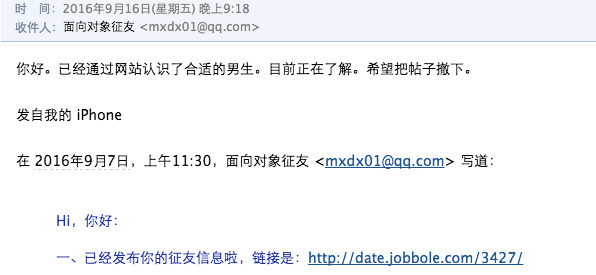 时 间: 2016年9月16日(星期五) 晚上9:18
收件人: 面向对象征友 <mxdx01@qq.com>
你好。已经通过网站认识了合适的男生。目前正在了解。希望把帖子撤下。
发自我的 iPhone
在 2016年9月7日，上午11:30，面向对象征友 <mxdx01@qq.com> 写道：
Hi，你好：
一、已经发布你的征友信息啦，链接是：http://date.jobbole.com/3427/